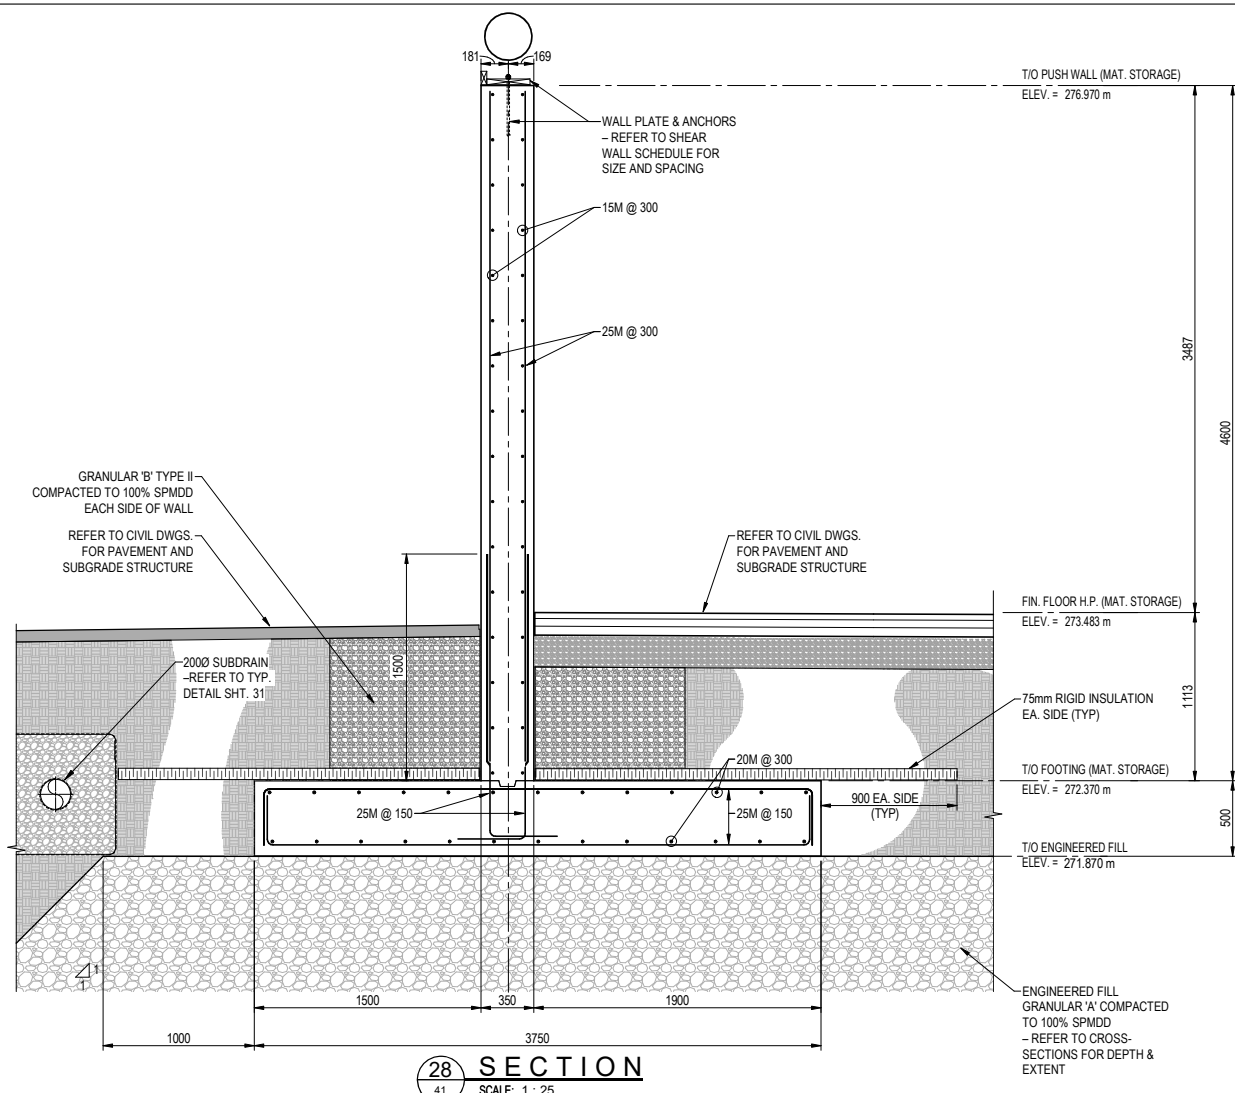 181
169
T/O PUSH WALL (MAT. STORAGE)
ELEV. = 276.970 m
WALL PLATE & ANCHORS
– REFER TO SHEAR
WALL SCHEDULE FOR
SIZE AND SPACING
15M @ 300
25M @ 300
3487
4600
GRANULAR 'B' TYPE II
COMPACTED TO 100% SPMDD
EACH SIDE OF WALL
REFER TO CIVIL DWGS.
FOR PAVEMENT AND
SUBGRADE STRUCTURE
REFER TO CIVIL DWGS.
FOR PAVEMENT AND
SUBGRADE STRUCTURE
FIN. FLOOR H.P. (MAT. STORAGE)
ELEV. = 273.483 m
200Ø SUBDRAIN
–REFER TO TYP.
DETAIL SHT. 31
1500
75mm RIGID INSULATION
EA. SIDE (TYP)
1113
20M @ 300
T/O FOOTING (MAT. STORAGE)
ELEV. = 272.370 m
25M @ 150
25M @ 150
900 EA. SIDE
(TYP)
500
T/O ENGINEERED FILL
ELEV. = 271.870 m
1
1
ENGINEERED FILL
GRANULAR 'A' COMPACTED
TO 100% SPMDD
– REFER TO CROSS-
SECTIONS FOR DEPTH &
EXTENT
1500
350
1900
1000
3750
28
41
SECTION
SCALE: 1 : 25